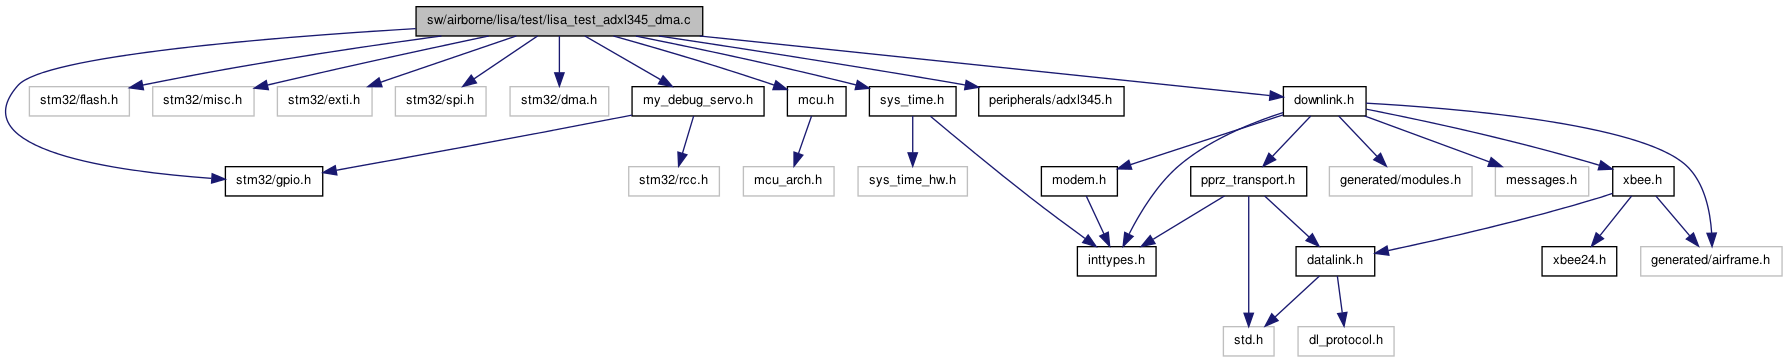 sw/airborne/lisa/test/lisa_test_adxl345_dma.c
stm32/flash.h
stm32/misc.h
stm32/exti.h
stm32/spi.h
stm32/dma.h
my_debug_servo.h
mcu.h
sys_time.h
peripherals/adxl345.h
downlink.h
stm32/gpio.h
stm32/rcc.h
mcu_arch.h
sys_time_hw.h
modem.h
pprz_transport.h
generated/modules.h
messages.h
xbee.h
inttypes.h
datalink.h
xbee24.h
generated/airframe.h
std.h
dl_protocol.h